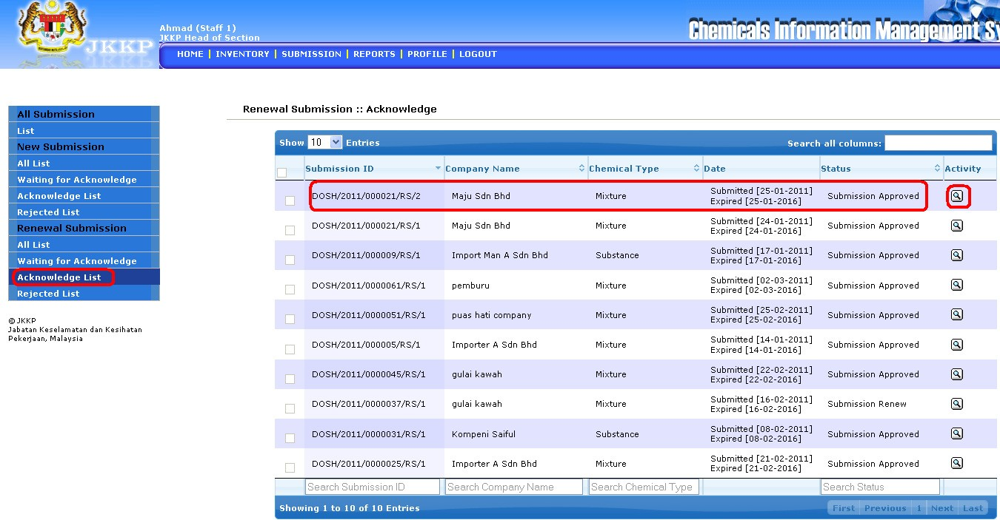 Ahmad (Staff 1)
JKKP Head of Section
JKKP
Chemicals Information Management Sy
HOME | INVENTORY | SUBMISSION | REPORTS | PROFILE | LOGOUT
All Submission
List
New Submission
All List
Waiting for Acknowledge
Acknowledge List
Rejected List
Renewal Submission
All List
Waiting for Acknowledge
Acknowledge List
Rejected List
© JKKP
Jabatan Keselamatan dan Kesihatan
Pekerjaan, Malaysia
Renewal Submission :: Acknowledge
Show 10 Entries Search all columns:
Submission ID Company Name Chemical Type Date Status Activity
DOSH/2011/000021/RS/2 Maju Sdn Bhd Mixture Submitted [25-01-2011] Submission Approved
Expired [25-01-2016]
DOSH/2011/000021/RS/1 Maju Sdn Bhd Mixture Submitted [24-01-2011] Submission Approved
Expired [24-01-2016]
DOSH/2011/000009/RS/1 Import Man A Sdn Bhd Substance Submitted [17-01-2011] Submission Approved
Expired [17-01-2016]
DOSH/2011/0000061/RS/1 pemburu Mixture Submitted [02-03-2011] Submission Approved
Expired [02-03-2016]
DOSH/2011/0000051/RS/1 puas hati company Mixture Submitted [25-02-2011] Submission Approved
Expired [25-02-2016]
DOSH/2011/000005/RS/1 Importer A Sdn Bhd Mixture Submitted [14-01-2011] Submission Approved
Expired [14-01-2016]
DOSH/2011/0000045/RS/1 gulai kawah Mixture Submitted [22-02-2011] Submission Approved
Expired [22-02-2016]
DOSH/2011/0000037/RS/1 gulai kawah Mixture Submitted [16-02-2011] Submission Renew
Expired [16-02-2016]
DOSH/2011/0000031/RS/1 Kompeni Saiful Substance Submitted [08-02-2011] Submission Approved
Expired [08-02-2016]
DOSH/2011/0000025/RS/1 Importer A Sdn Bhd Mixture Submitted [21-02-2011] Submission Approved
Expired [21-02-2016]
Search Submission ID Search Company Name Search Chemical Type Search Status
Showing 1 to 10 of 10 Entries First Previous 1 Next Last